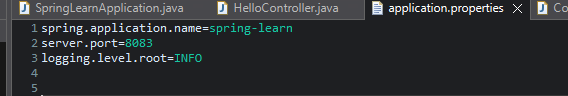 SpringLearnApplication.java HelloController.java application.properties Co
1 spring.application.name=spring-learn
2 server.port=8083
3 logging.level.root=INFO
4
5